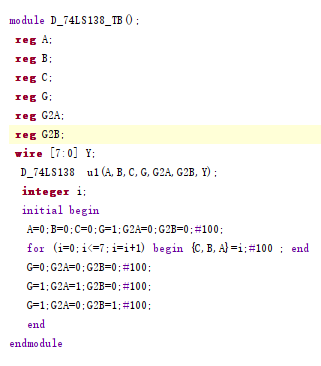 module D_74LS138_TB();
reg A;
reg B;
reg C;
reg G;
reg G2A;
reg G2B;
wire [7:0] Y;
D_74LS138 u1(A,B,C,G,G2A,G2B,Y);
integer i;
initial begin
A=0;B=0;C=0;G=1;G2A=0;G2B=0;#100;
for (i=0;i<=7;i=i+1) begin {C,B,A}=i;#100 ; end
G=0;G2A=0;G2B=0;#100;
G=1;G2A=1;G2B=0;#100;
G=1;G2A=0;G2B=1;#100;
end
endmodule